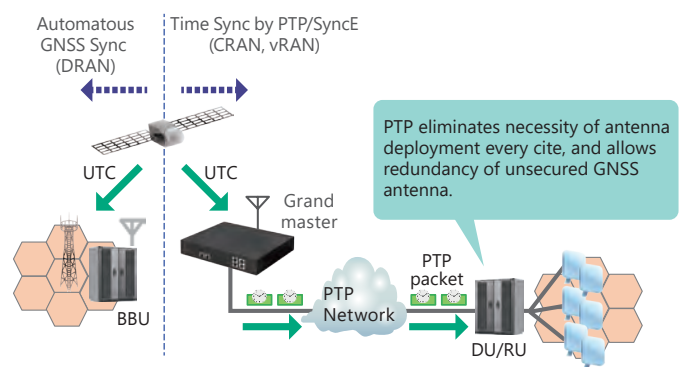 Automatous
GNSS Sync
(DRAN)
Time Sync by PTP/SyncE
(CRAN, vRAN)
PTP eliminates necessity of antenna
deployment every cite, and allows
redundancy of unsecured GNSS
antenna.
UTC
UTC
Grand
master
BBU
PTP
Network
PTP
packet
DU/RU